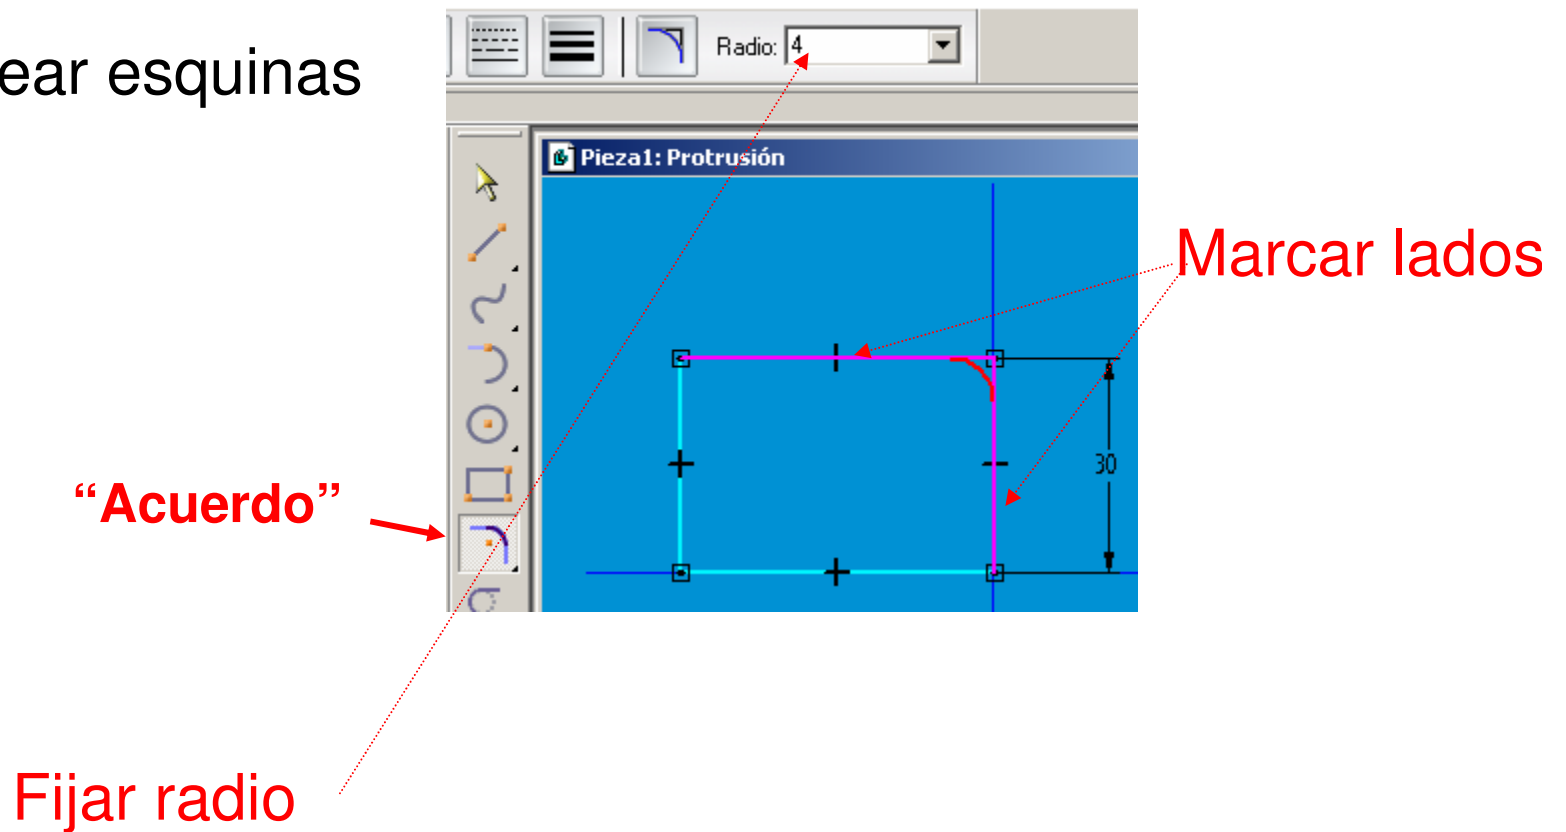 ear esquinas
Radio: 4
Pieza1: Protrusión
Marcar lados
30
“Acuerdo”
Fijar radio